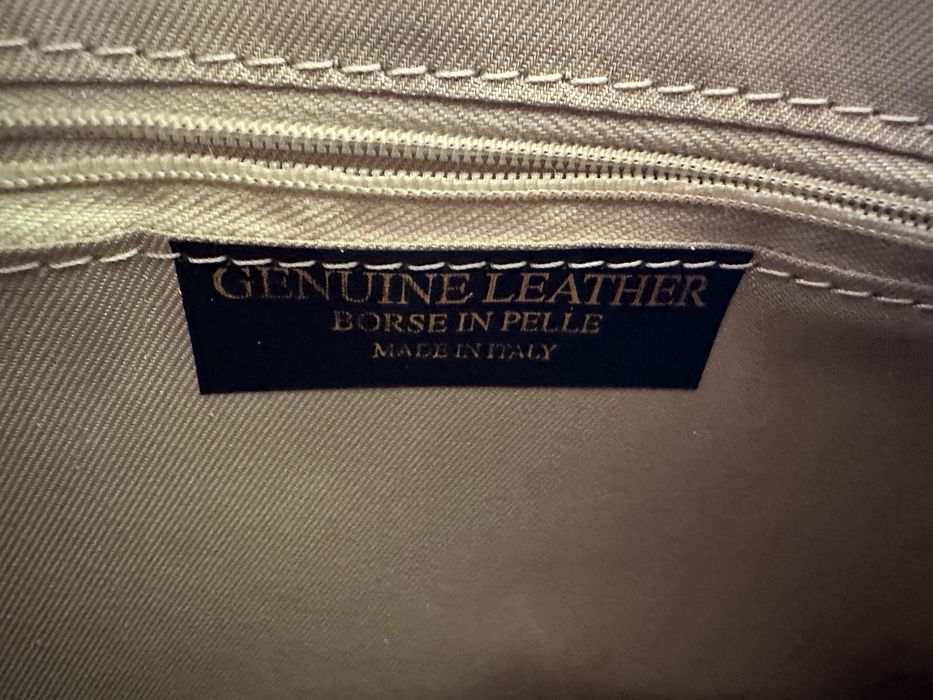 GENUINE LEATHER
BORSE IN PELLE
MADE IN ITALY